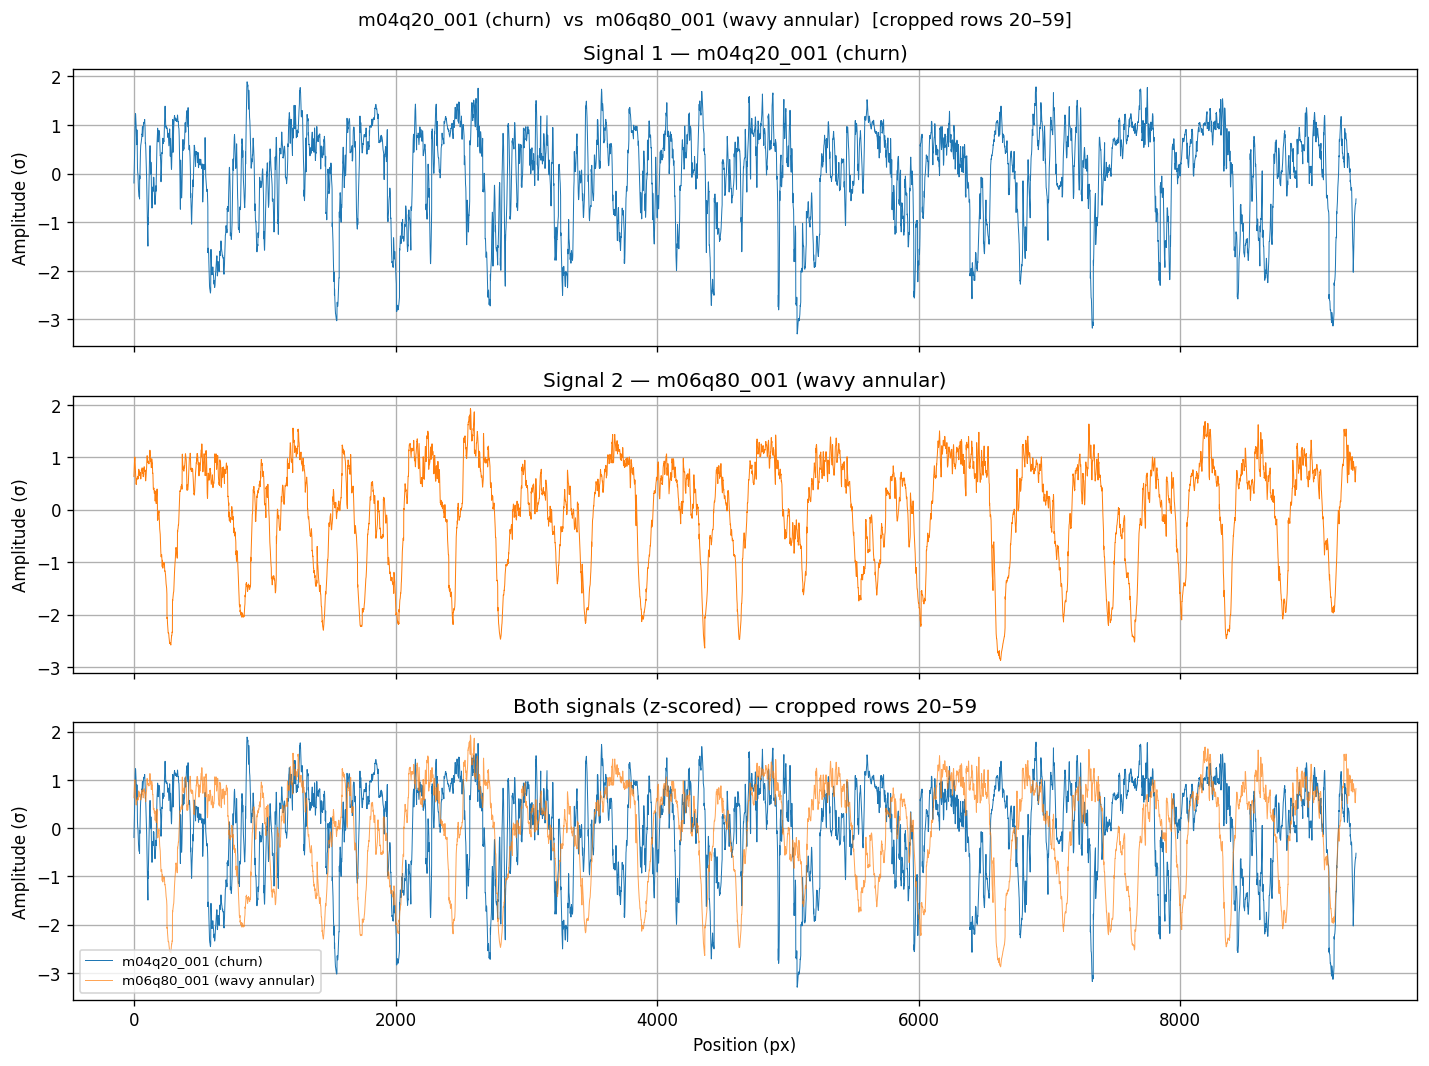 m04q20_001 (churn)  vs  m06q80_001 (wavy annular)  [cropped rows 20–59]
Signal 1 — m04q20_001 (churn)
2
1
0
−1
−2
−3
Amplitude (σ)
Signal 2 — m06q80_001 (wavy annular)
2
1
0
−1
−2
−3
Amplitude (σ)
Both signals (z-scored) — cropped rows 20–59
2
1
0
−1
−2
−3
Amplitude (σ)
m04q20_001 (churn)
m06q80_001 (wavy annular)
0 2000 4000 6000 8000
Position (px)